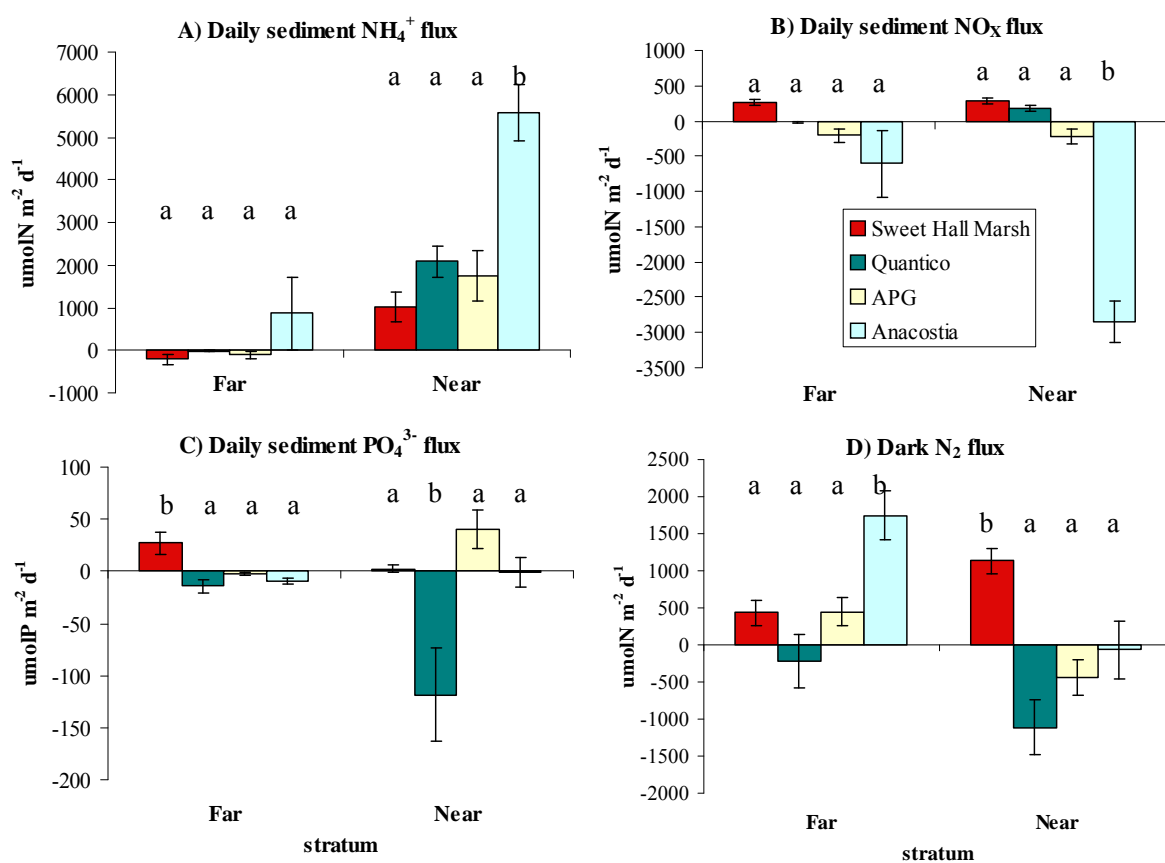 A) Daily sediment NH₄⁺ flux
7000
6000
5000
4000
3000
2000
1000
0
-1000
umolN m⁻² d⁻¹
a a a a
a a a b
Far Near
B) Daily sediment NOₓ flux
1000
500
0
-500
-1000
-1500
-2000
-2500
-3000
-3500
umolN m⁻² d⁻¹
a a a a
a a a b
Sweet Hall Marsh
Quantico
APG
Anacostia
Far Near
C) Daily sediment PO₄³⁻ flux
100
50
0
-50
-100
-150
-200
umolP m⁻² d⁻¹
b a a a
a b a a
Far Near
stratum
D) Dark N₂ flux
2500
2000
1500
1000
500
0
-500
-1000
-1500
-2000
umolN m⁻² d⁻¹
a a a b
b a a a
Far Near
stratum